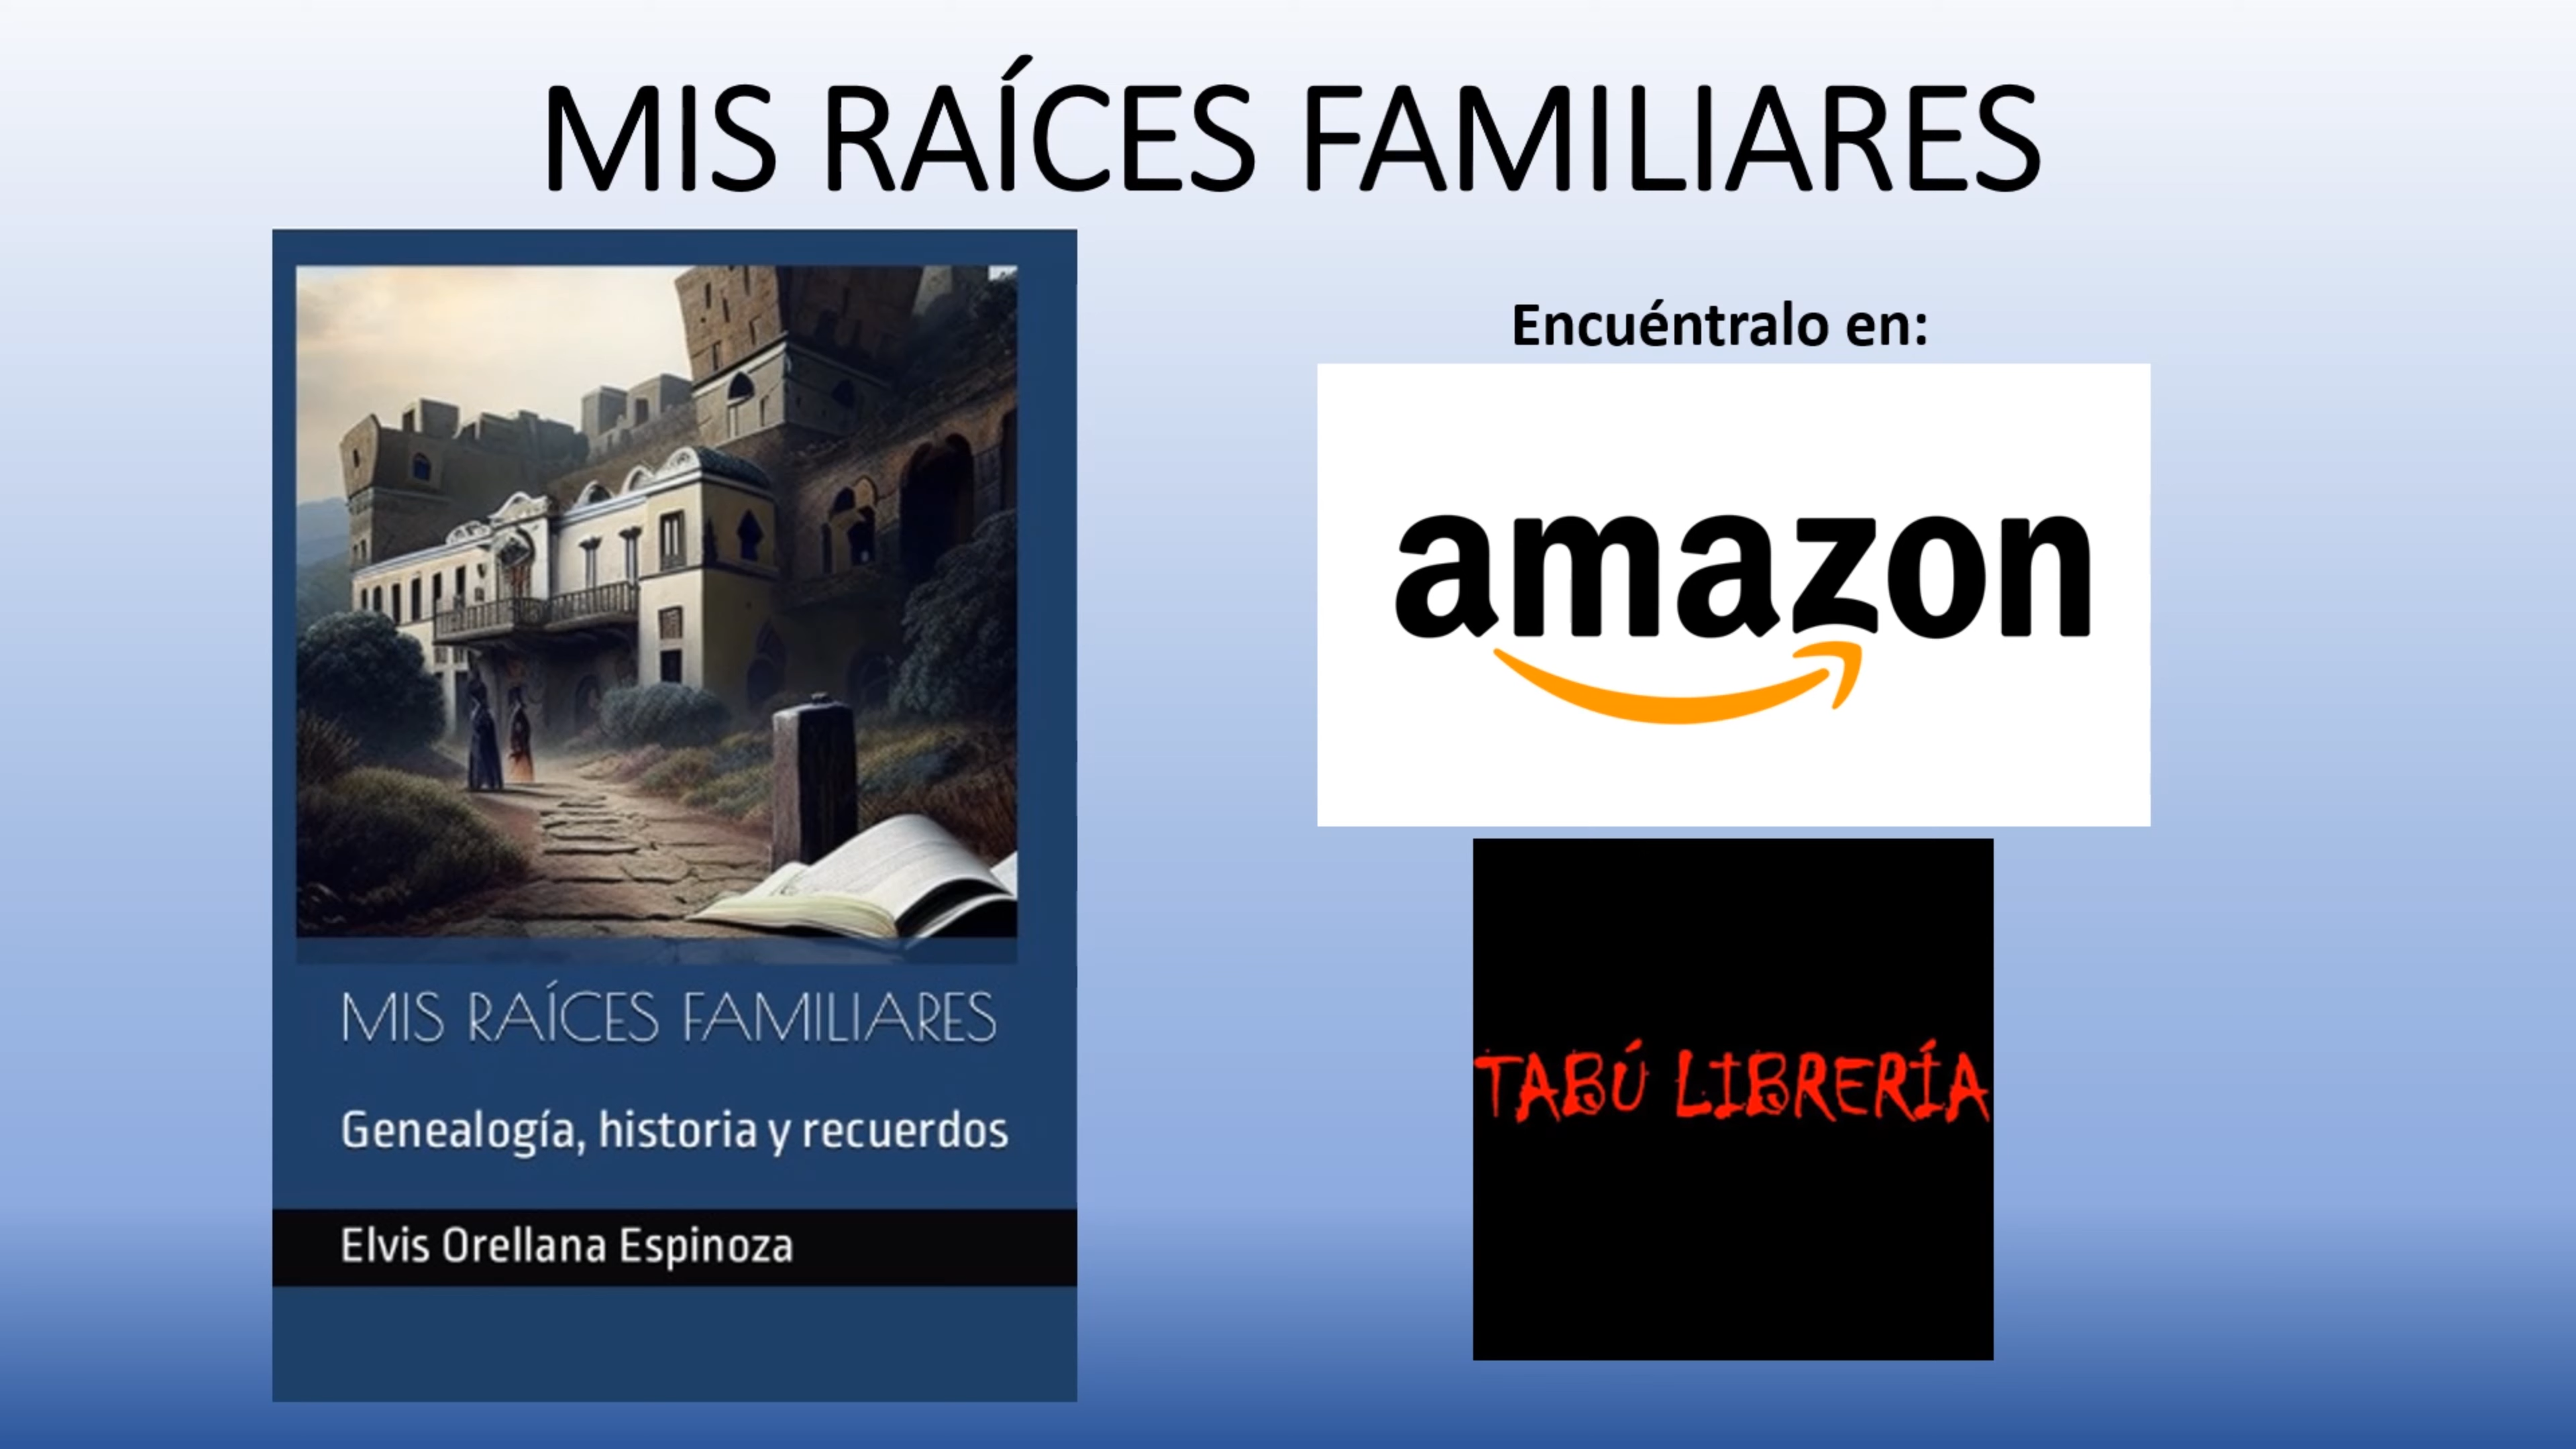 MIS RAÍCES FAMILIARES
MIS RAÍCES FAMILIARES
Genealogía, historia y recuerdos
Elvis Orellana Espinoza
Encuéntralo en:
amazon
TABÚ LIBRERÍA